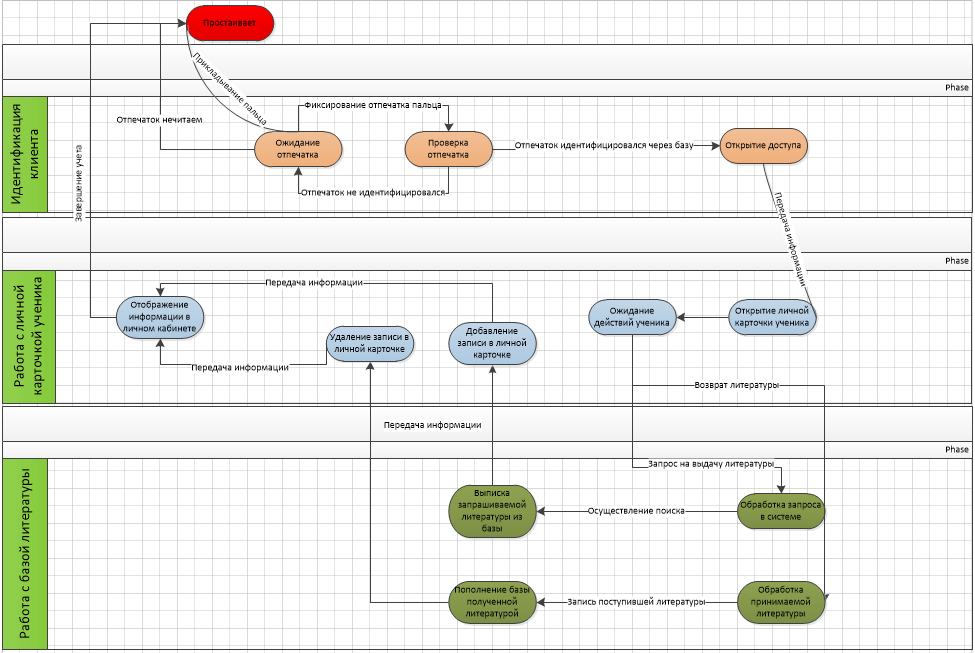 Простаивает
Прикладывание пальца
Phase
Идентификация
клиента
Фиксирование отпечатка пальца
Отпечаток нечитаем
Ожидание
отпечатка
Проверка
отпечатка
Отпечаток идентифицировался через базу
Открытие доступа
Отпечаток не идентифицировался
Завершение учета
Передача информации
Phase
Работа с личной
карточкой ученика
Передача информации
Отображение
информации в
личном кабинете
Удаление записи в
личной карточке
Добавление
записи в личной
карточке
Ожидание
действий ученика
Открытие личной
карточки ученика
Передача информации
Возврат литературы
Передача информации
Phase
Работа с базой литературы
Запрос на выдачу литературы
Выписка
запрашиваемой
литературы из
базы
Осуществление поиска
Обработка запроса
в системе
Пополнение базы
полученной
литературой
Запись поступившей литературы
Обработка
принимаемой
литературы